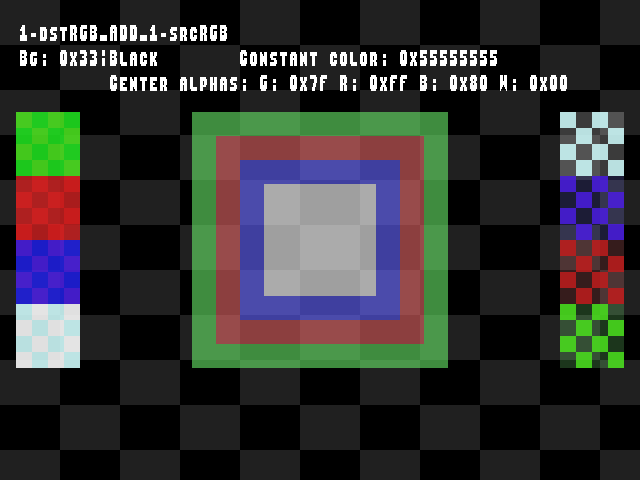 1-dstRGB_ADD_1-srcRGB
Bg: 0x33|Black Constant color: 0x55555555
Center alphas: G: 0x7f R: 0xff B: 0x80 W: 0x00